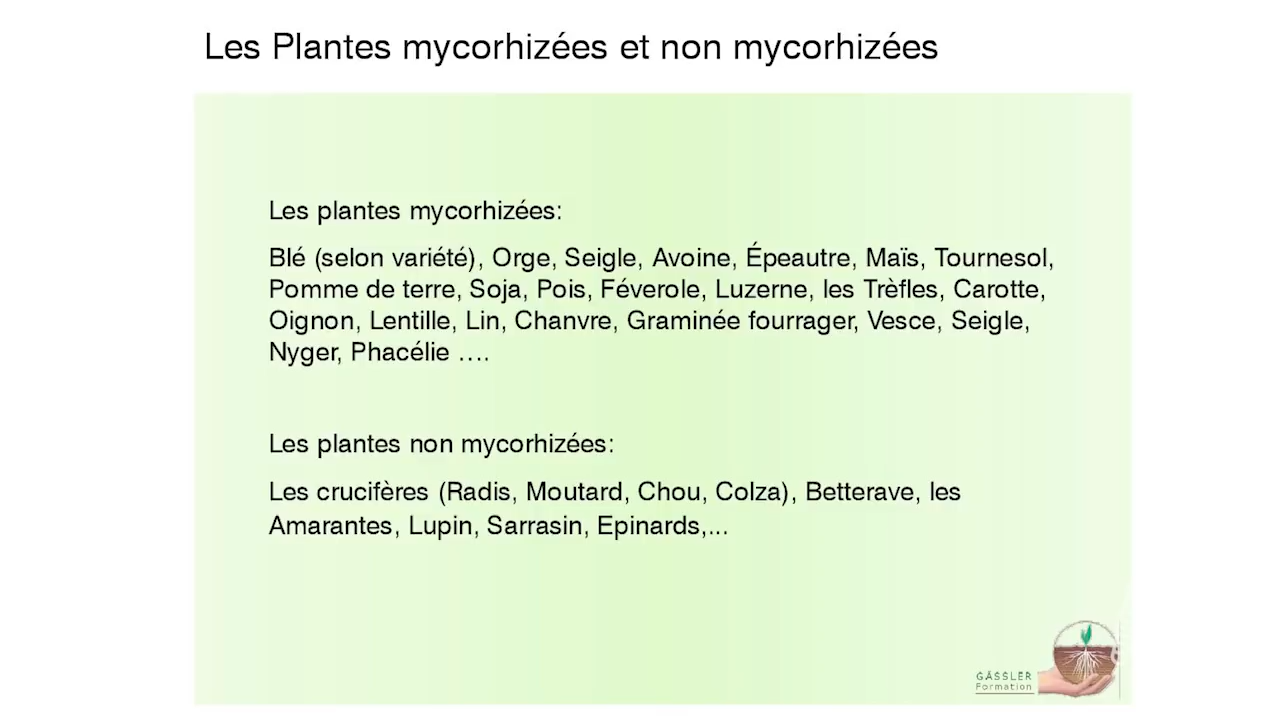 Les Plantes mycorhizées et non mycorhizées
Les plantes mycorhizées:
Blé (selon variété), Orge, Seigle, Avoine, Épeautre, Maïs, Tournesol,
Pomme de terre, Soja, Pois, Féverole, Luzerne, les Trèfles, Carotte,
Oignon, Lentille, Lin, Chanvre, Graminée fourrager, Vesce, Seigle,
Nyger, Phacélie ….
Les plantes non mycorhizées:
Les crucifères (Radis, Moutard, Chou, Colza), Betterave, les
Amarantes, Lupin, Sarrasin, Epinards,...
GÄSSLER
Formation